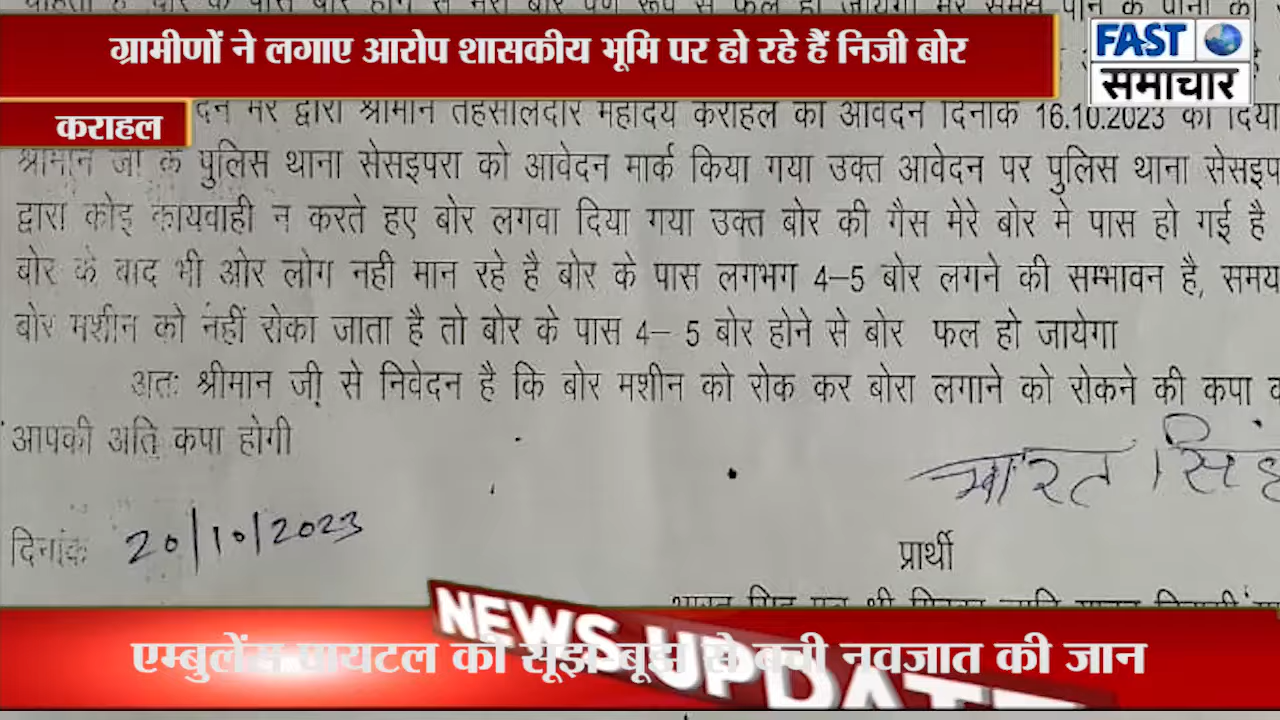 ग्रामीणों ने लगाए आरोप शासकीय भूमि पर हो रहे हैं निजी बोर
FAST
समाचार
कराहल
द्वारा श्रीमान तहसीलदार महोदय कराहल को आवेदन दिनांक 16.10.2023 को दिया
श्रीमान जी के पुलिस थाना सेसइपरा को आवेदन मार्क किया गया उक्त आवेदन पर पुलिस थाना
द्वारा कोइ कायवाही न करते हुए बोर लगवा दिया गया उक्त बोर की गैस मेरे बोर मे पास हो गई है
बोर के बाद भी ओर लोग नही मान रहे है बोर के पास लगभग 4-5 बोर लगने की सम्भावन है, समय
बोर मशीन को नहीं रोका जाता है तो बोर के पास 4- 5 बोर होने से बोर फल हो जायेगा
अतः श्रीमान जी से निवेदन है कि बोर मशीन को रोक कर बोरा लगाने को रोकने की कपा
आपकी अति कपा होगी
भारत सिंह
दिनांक 20/10/2023
प्रार्थी
NEWS UPDATE
एम्बुलेंस पायटल की सूझ बूझ से बची नवजात की जान